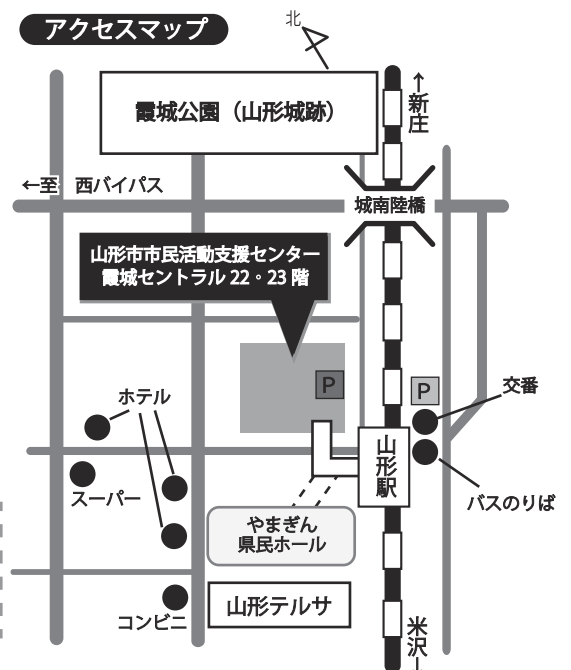 アクセスマップ
北
霞城公園（山形城跡）
↑新庄
←至 西バイパス
城南陸橋
山形市市民活動支援センター
霞城セントラル 22・23 階
P
P
交番
ホテル
山形駅
スーパー
バスのりば
やまぎん
県民ホール
山形テルサ
コンビニ
米沢